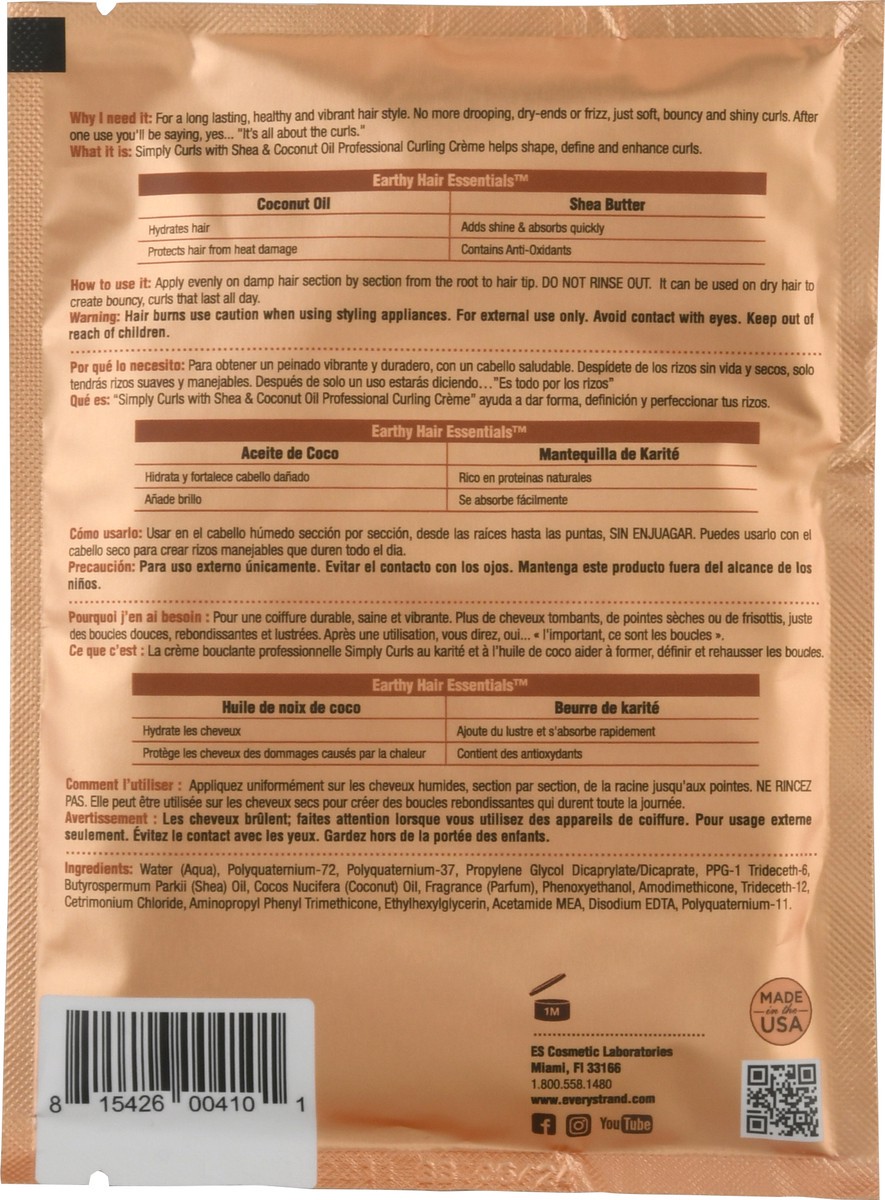 Why I need it: For a long lasting, healthy and vibrant hair style. No more drooping, dry-ends or frizz, just soft, bouncy and shiny curls. After
one use you'll be saying, yes... "It's all about the curls."
What it is: Simply Curls with Shea & Coconut Oil Professional Curling Crème helps shape, define and enhance curls.
Earthy Hair Essentials™
Coconut Oil Shea Butter
Hydrates hair Adds shine & absorbs quickly
Protects hair from heat damage Contains Anti-Oxidants
How to use it: Apply evenly on damp hair section by section from the root to hair tip. DO NOT RINSE OUT. It can be used on dry hair to
create bouncy, curls that last all day.
Warning: Hair burns use caution when using styling appliances. For external use only. Avoid contact with eyes. Keep out of
reach of children.
Por qué lo necesito: Para obtener un peinado vibrante y duradero, con un cabello saludable. Despídete de los rizos sin vida y secos, solo
tendrás rizos suaves y manejables. Después de solo un uso estarás diciendo..."Es todo por los rizos"
Qué es: "Simply Curls with Shea & Coconut Oil Professional Curling Crème" ayuda a dar forma, definición y perfeccionar tus rizos.
Earthy Hair Essentials™
Aceite de Coco Mantequilla de Karité
Hidrata y fortalece cabello dañado Rico en proteinas naturales
Añade brillo Se absorbe fácilmente
Cómo usarlo: Usar en el cabello húmedo sección por sección, desde las raíces hasta las puntas, SIN ENJUAGAR. Puedes usarlo con el
cabello seco para crear rizos manejables que duren todo el dia.
Precaución: Para uso externo únicamente. Evitar el contacto con los ojos. Mantenga este producto fuera del alcance de los
niños.
Pourquoi j'en ai besoin : Pour une coiffure durable, saine et vibrante. Plus de cheveux tombants, de pointes sèches ou de frisottis, juste
des boucles douces, rebondissantes et lustrées. Après une utilisation, vous direz, oui... « l'important, ce sont les boucles ».
Ce que c'est : La crème bouclante professionnelle Simply Curls au karité et à l'huile de coco aider à former, définir et rehausser les boucles.
Earthy Hair Essentials™
Huile de noix de coco Beurre de karité
Hydrate les cheveux Ajoute du lustre et s'absorbe rapidement
Protège les cheveux des dommages causés par la chaleur Contient des antioxydants
Comment l'utiliser : Appliquez uniformément sur les cheveux humides, section par section, de la racine jusqu'aux pointes. NE RINCEZ
PAS. Elle peut être utilisée sur les cheveux secs pour créer des boucles rebondissantes qui durent toute la journée.
Avertissement : Les cheveux brûlent; faites attention lorsque vous utilisez des appareils de coiffure. Pour usage externe
seulement. Évitez le contact avec les yeux. Gardez hors de la portée des enfants.
Ingredients: Water (Aqua), Polyquaternium-72, Polyquaternium-37, Propylene Glycol Dicaprylate/Dicaprate, PPG-1 Trideceth-6,
Butyrospermum Parkii (Shea) Oil, Cocos Nucifera (Coconut) Oil, Fragrance (Parfum), Phenoxyethanol, Amodimethicone, Trideceth-12,
Cetrimonium Chloride, Aminopropyl Phenyl Trimethicone, Ethylhexylglycerin, Acetamide MEA, Disodium EDTA, Polyquaternium-11.
1M
MADE
in the
USA
ES Cosmetic Laboratories
Miami, Fl 33166
1.800.558.1480
www.everystrand.com
You Tube
8 15426 00410 1